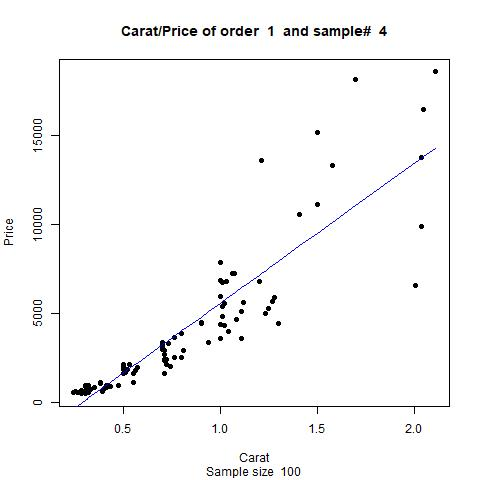 Carat/Price of order  1  and sample#  4
Price
15000
10000
5000
0
0.5 1.0 1.5 2.0
Carat
Sample size  100